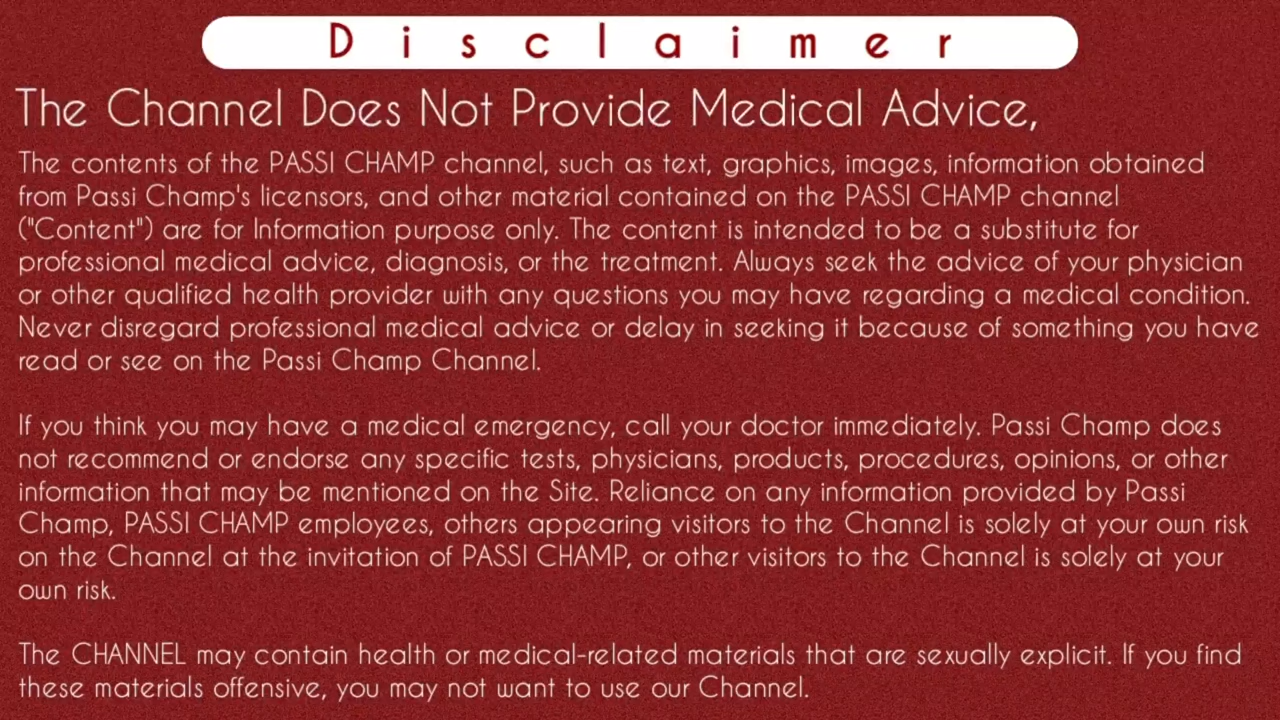 Disclaimer
The Channel Does Not Provide Medical Advice,
The contents of the PASSI CHAMP channel, such as text, graphics, images, information obtained
from Passi Champ's licensors, and other material contained on the PASSI CHAMP channel
("Content") are for Information purpose only. The content is intended to be a substitute for
professional medical advice, diagnosis, or the treatment. Always seek the advice of your physician
or other qualified health provider with any questions you may have regarding a medical condition.
Never disregard professional medical advice or delay in seeking it because of something you have
read or see on the Passi Champ Channel.
If you think you may have a medical emergency, call your doctor immediately. Passi Champ does
not recommend or endorse any specific tests, physicians, products, procedures, opinions, or other
information that may be mentioned on the Site. Reliance on any information provided by Passi
Champ, PASSI CHAMP employees, others appearing visitors to the Channel is solely at your own risk
on the Channel at the invitation of PASSI CHAMP, or other visitors to the Channel is solely at your
own risk.
The CHANNEL may contain health or medical-related materials that are sexually explicit. If you find
these materials offensive, you may not want to use our Channel.